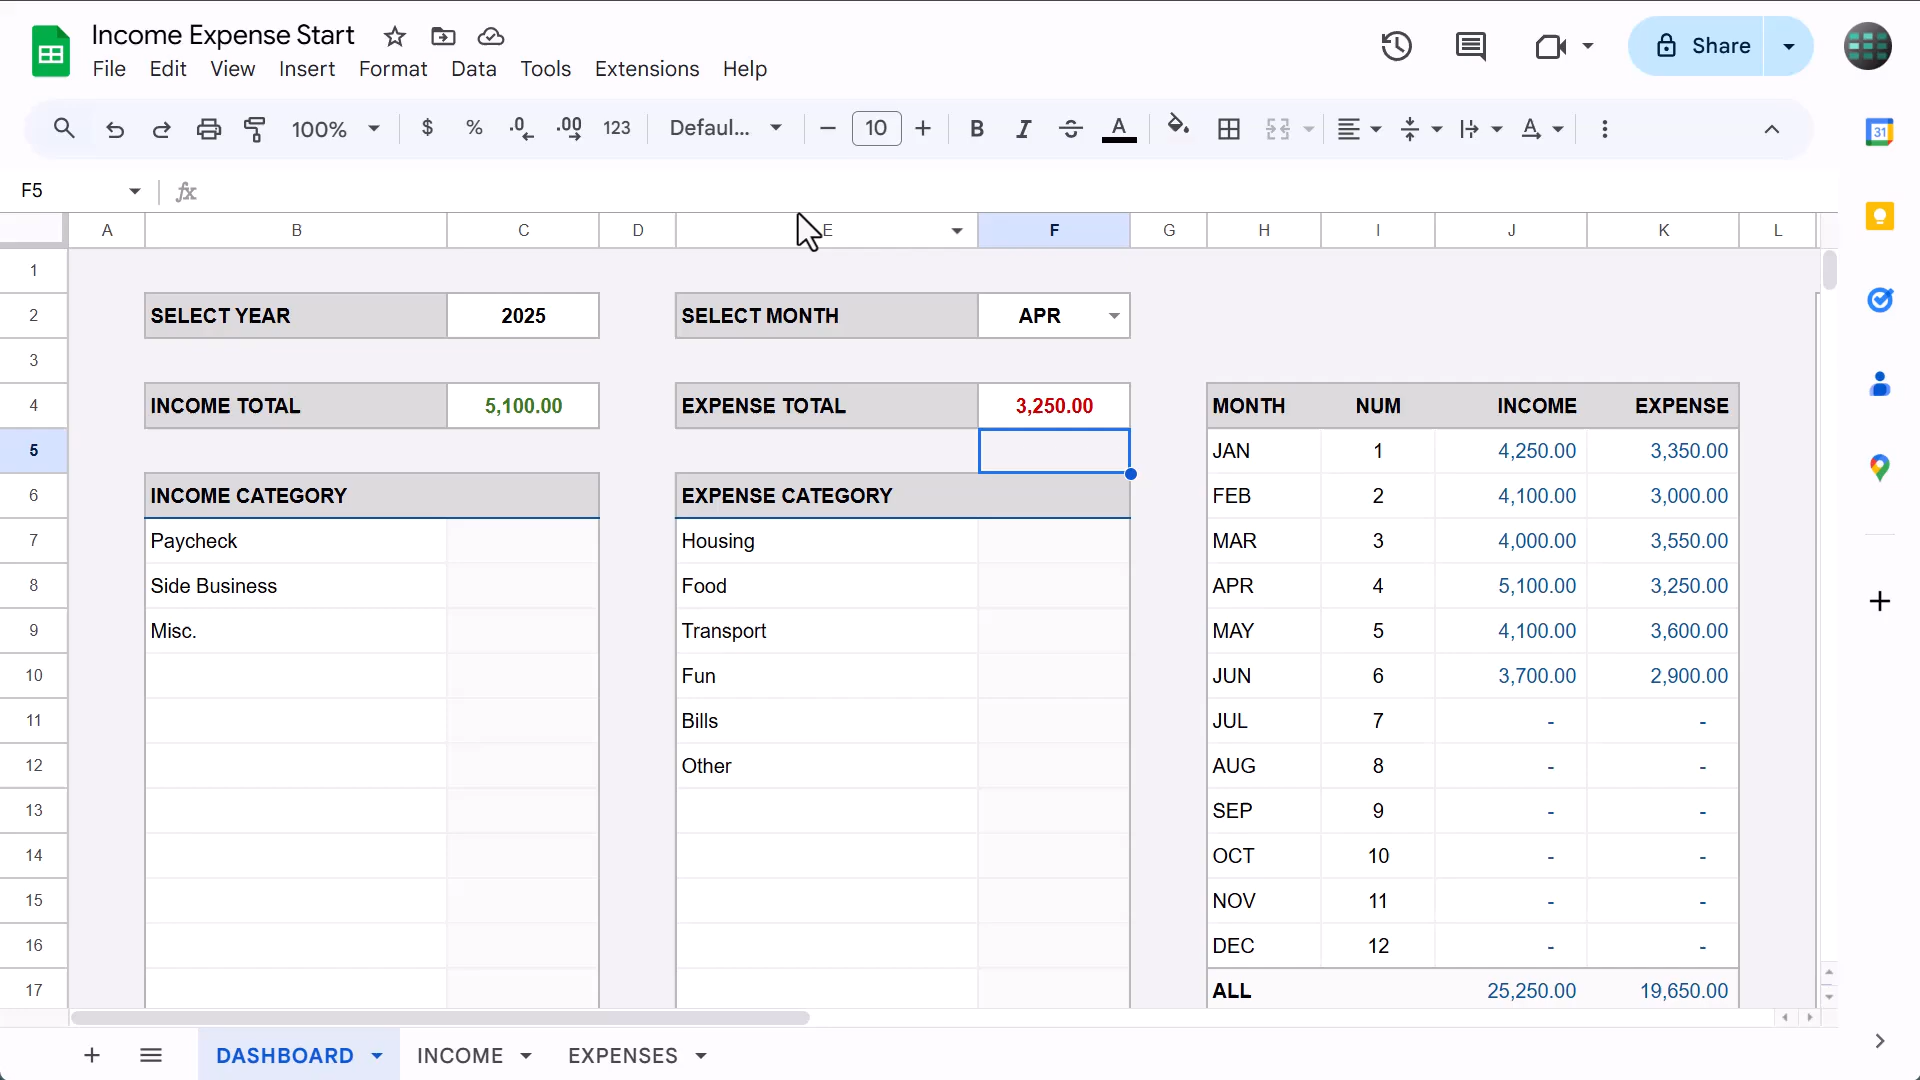 Income Expense Start
File Edit View Insert Format Data Tools Extensions Help
Share
100% $ % .0 .00 123 Defaul... 10 B I A A
31
F5 fx
A B C D E F G H I J K L
1
2 SELECT YEAR 2025 SELECT MONTH APR
3
4 INCOME TOTAL 5,100.00 EXPENSE TOTAL 3,250.00 MONTH NUM INCOME EXPENSE
5 JAN 1 4,250.00 3,350.00
6 INCOME CATEGORY EXPENSE CATEGORY FEB 2 4,100.00 3,000.00
7 Paycheck Housing MAR 3 4,000.00 3,550.00
8 Side Business Food APR 4 5,100.00 3,250.00
9 Misc. Transport MAY 5 4,100.00 3,600.00
10 Fun JUN 6 3,700.00 2,900.00
11 Bills JUL 7 - -
12 Other AUG 8 - -
13 SEP 9 - -
14 OCT 10 - -
15 NOV 11 - -
16 DEC 12 - -
17 ALL 25,250.00 19,650.00
DASHBOARD INCOME EXPENSES